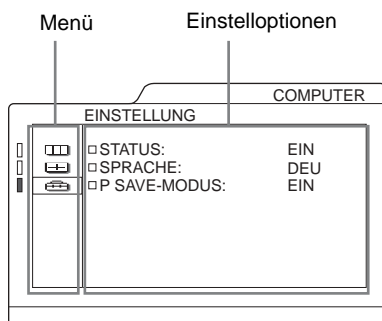 Menü Einstelloptionen
COMPUTER
EINSTELLUNG
STATUS: EIN
SPRACHE: DEU
P SAVE-MODUS: EIN